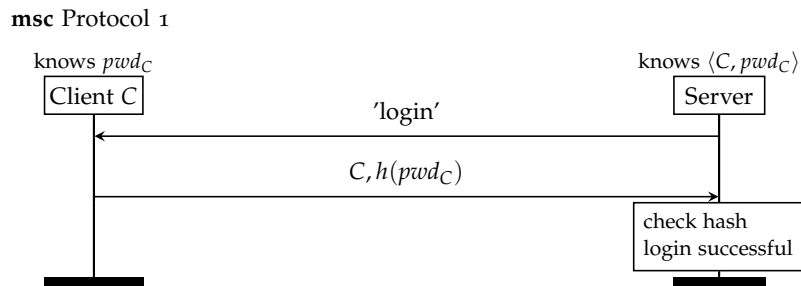 msc Protocol 1
knows pwd_C
knows ⟨C, pwd_C⟩
Client C
Server
'login'
C, h(pwd_C)
check hash
login successful